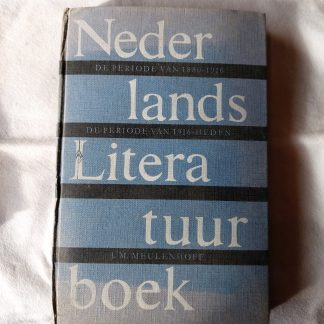 Neder
DE PERIODE VAN 1880-1916
lands
DE PERIODE VAN 1916-HEDEN
Litera
tuur
J. M. MEULENHOFF
boek